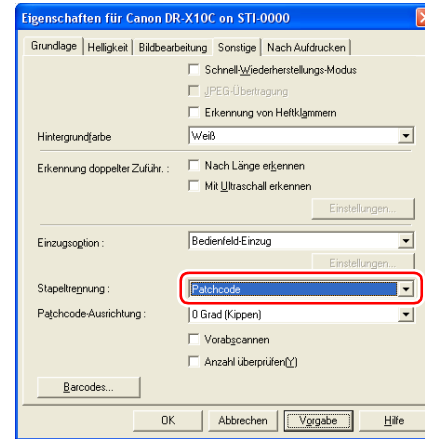 Eigenschaften für Canon DR-X10C on STI-0000
Grundlage Helligkeit Bildbearbeitung Sonstige Nach Aufdrucken
Schnell-Wiederherstellungs-Modus
JPEG-Übertragung
Erkennung von Heftklammern
Hintergrundfarbe Weiß
Erkennung doppelter Zuführ. : Nach Länge erkennen
Mit Ultraschall erkennen
Einstellungen...
Einzugsoption : Bedienfeld-Einzug
Einstellungen...
Stapeltrennung : Patchcode
Patchcode-Ausrichtung : 0 Grad (Kippen)
Vorabscannen
Anzahl überprüfen(Y)
Barcodes...
OK Abbrechen Vorgabe Hilfe